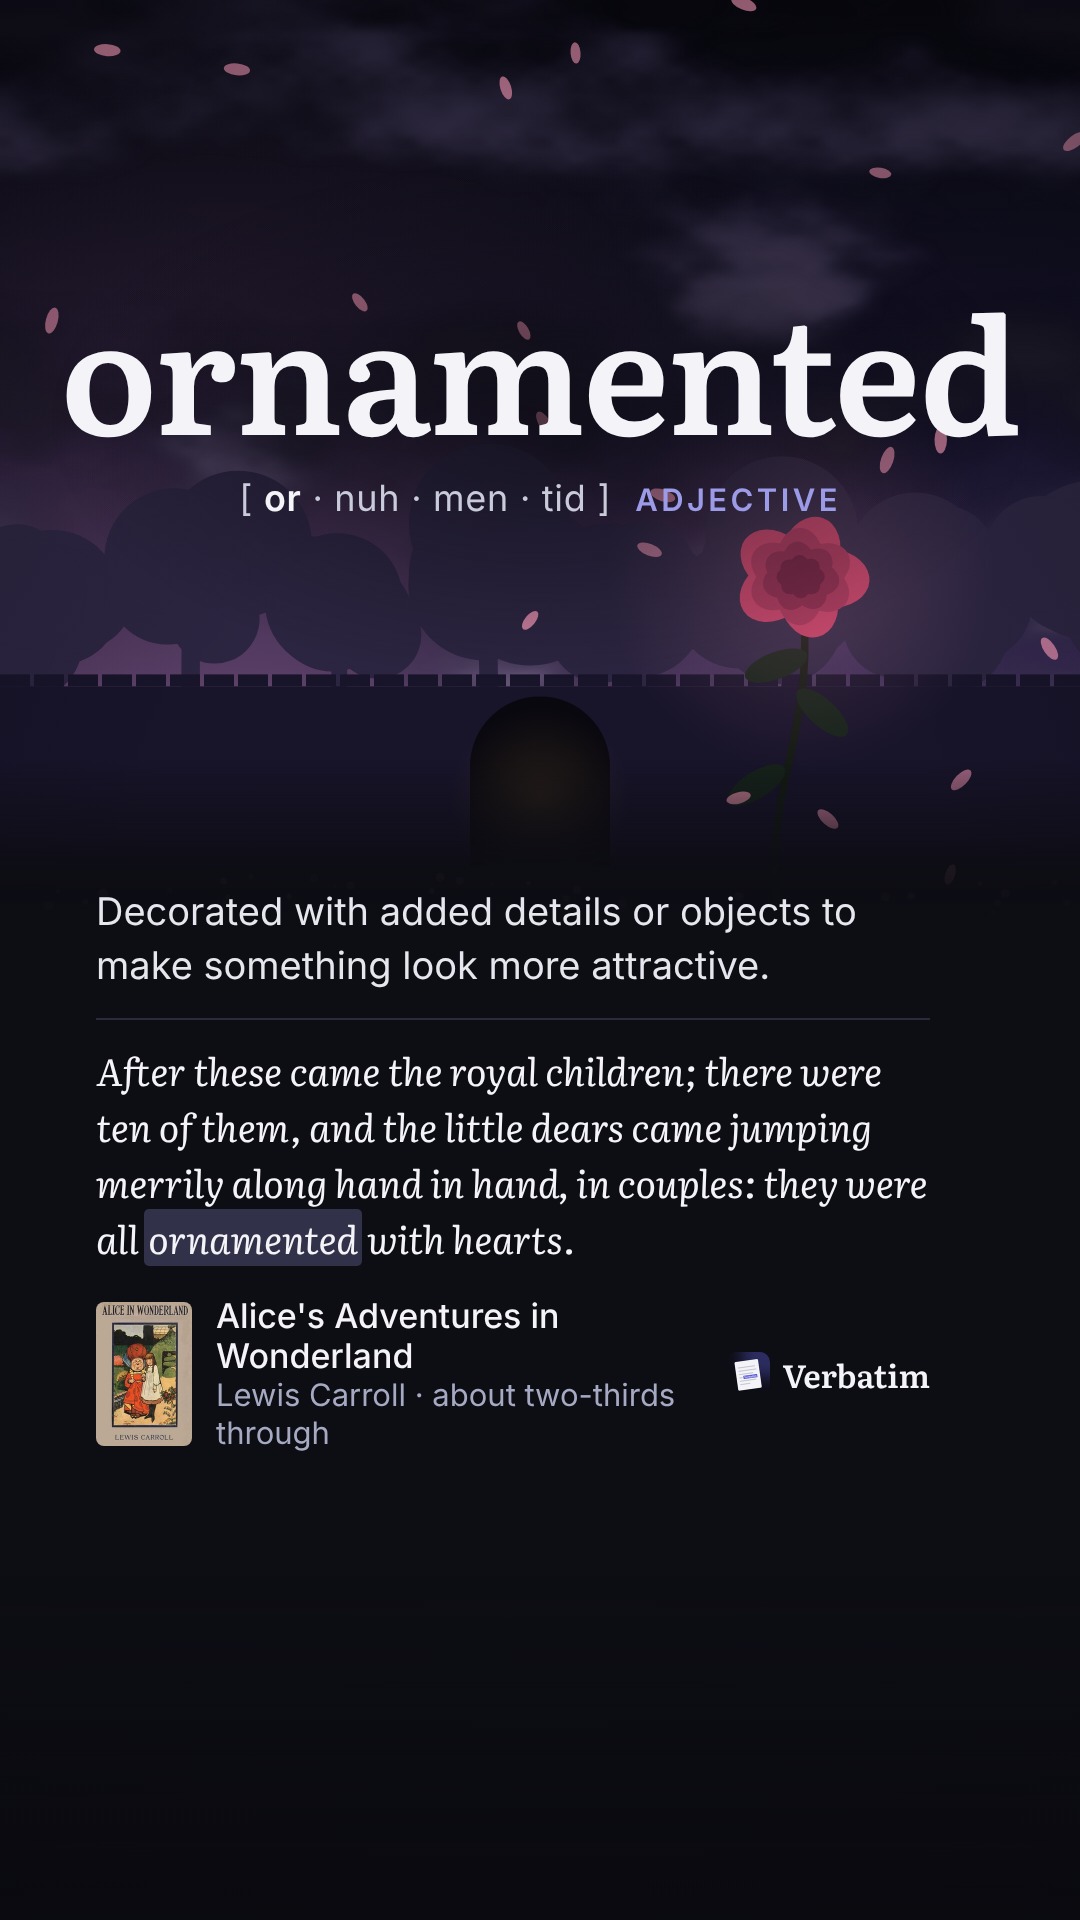 ornamented
[ or · nuh · men · tid ] ADJECTIVE
Decorated with added details or objects to
make something look more attractive.
After these came the royal children; there were
ten of them, and the little dears came jumping
merrily along hand in hand, in couples: they were
all ornamented with hearts.
ALICE IN WONDERLAND
LEWIS CARROLL
Alice's Adventures in
Wonderland
Lewis Carroll · about two-thirds
through
Verbatim